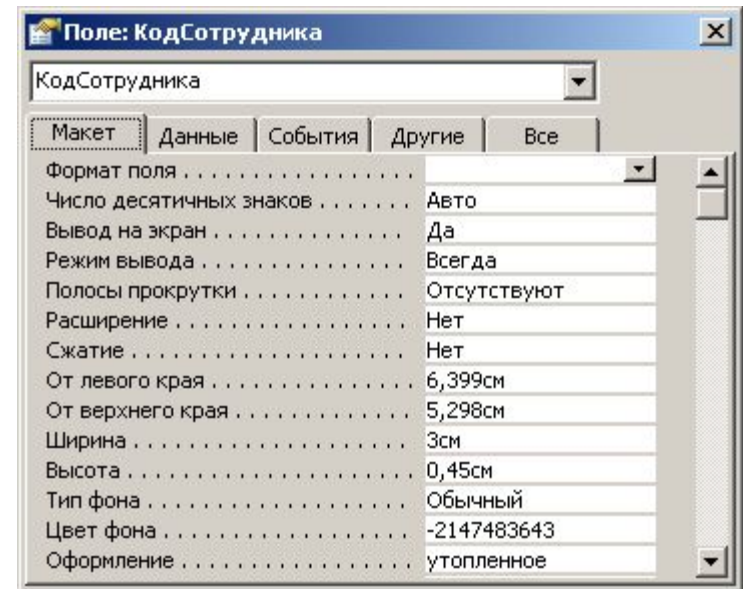 Поле: КодСотрудника
КодСотрудника
Макет Данные События Другие Все
Формат поля . . . . . . . . . . . . . . . . .
Число десятичных знаков . . . . . . . Авто
Вывод на экран . . . . . . . . . . . . . . Да
Режим вывода . . . . . . . . . . . . . . . Всегда
Полосы прокрутки . . . . . . . . . . . . Отсутствуют
Расширение . . . . . . . . . . . . . . . . . Нет
Сжатие . . . . . . . . . . . . . . . . . . . . Нет
От левого края . . . . . . . . . . . . . . . 6,399см
От верхнего края . . . . . . . . . . . . . 5,298см
Ширина . . . . . . . . . . . . . . . . . . . 3см
Высота . . . . . . . . . . . . . . . . . . . . 0,45см
Тип фона . . . . . . . . . . . . . . . . . . Обычный
Цвет фона . . . . . . . . . . . . . . . . . -2147483643
Оформление . . . . . . . . . . . . . . . . утопленное